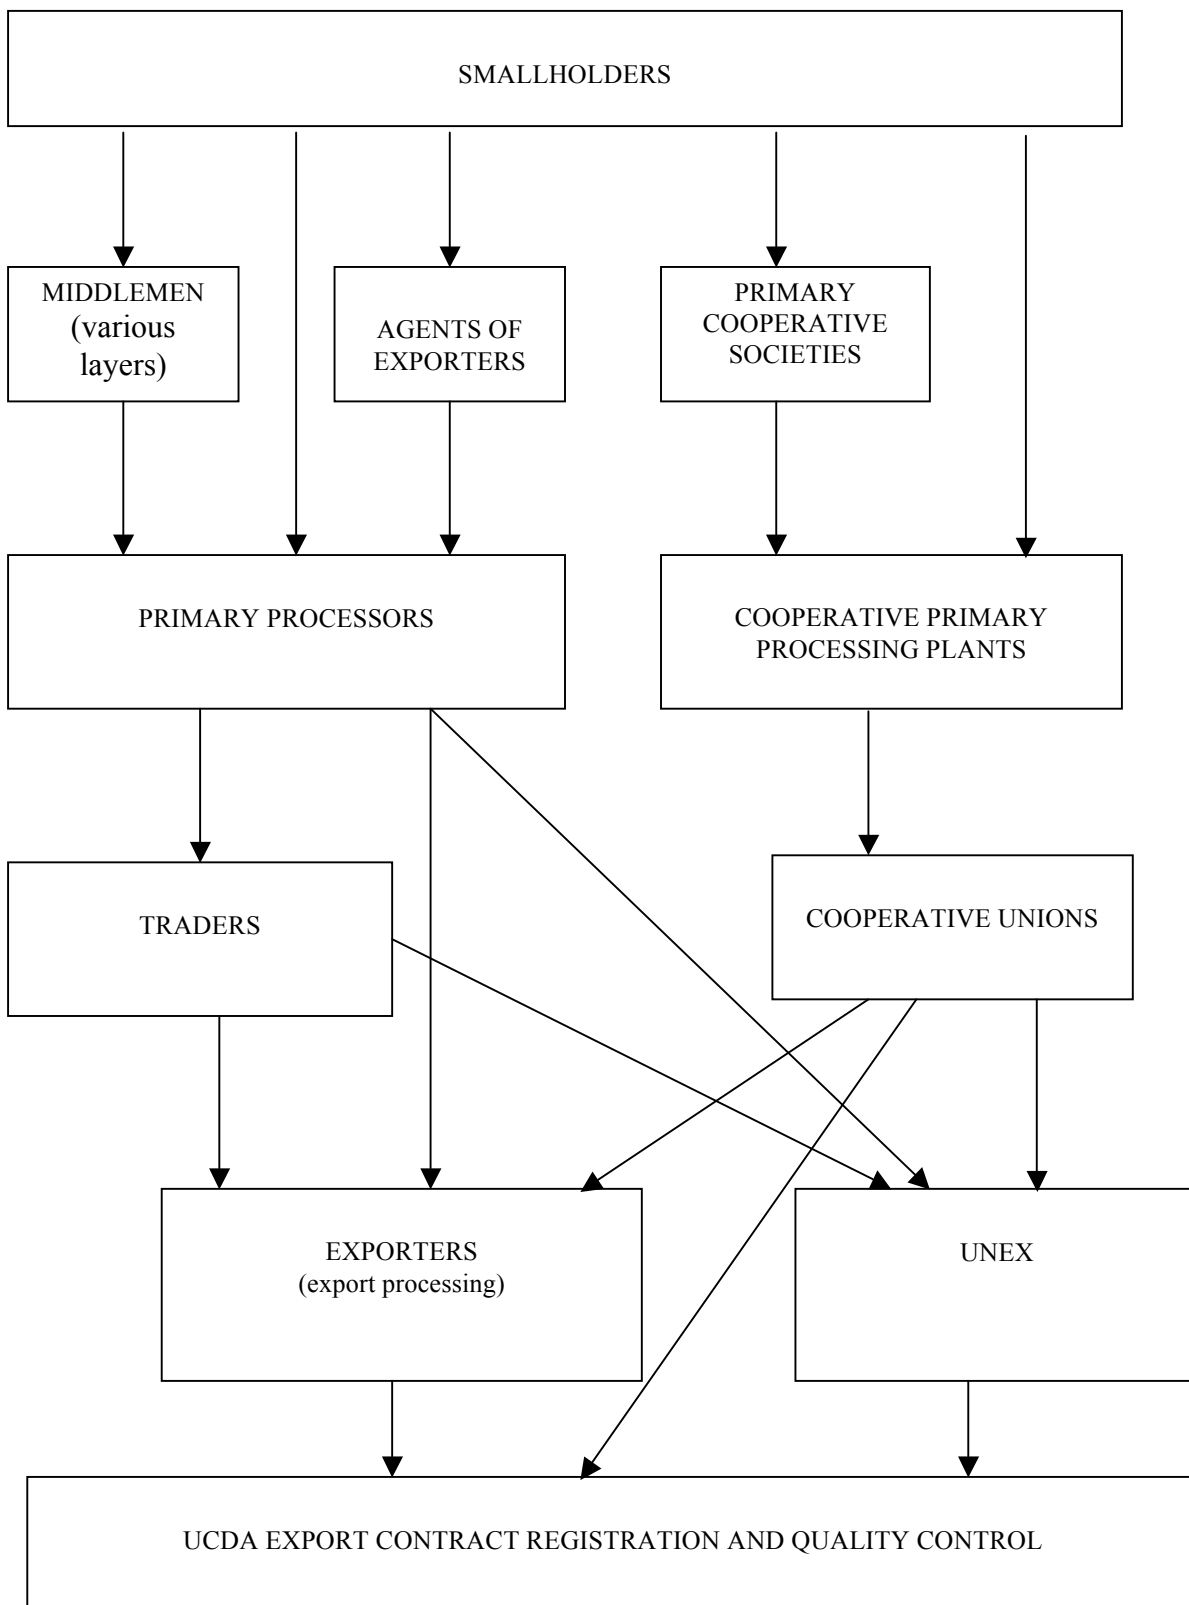 SMALLHOLDERS
MIDDLEMEN
(various
layers)
AGENTS OF
EXPORTERS
PRIMARY
COOPERATIVE
SOCIETIES
PRIMARY PROCESSORS
COOPERATIVE PRIMARY
PROCESSING PLANTS
TRADERS
COOPERATIVE UNIONS
EXPORTERS
(export processing)
UNEX
UCDA EXPORT CONTRACT REGISTRATION AND QUALITY CONTROL